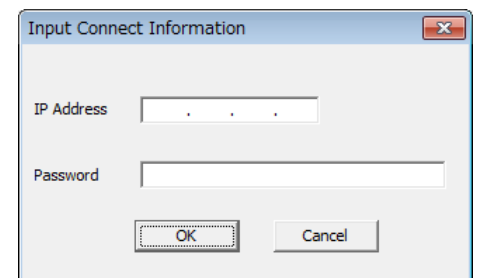 Input Connect Information
IP Address . . .
Password
OK Cancel